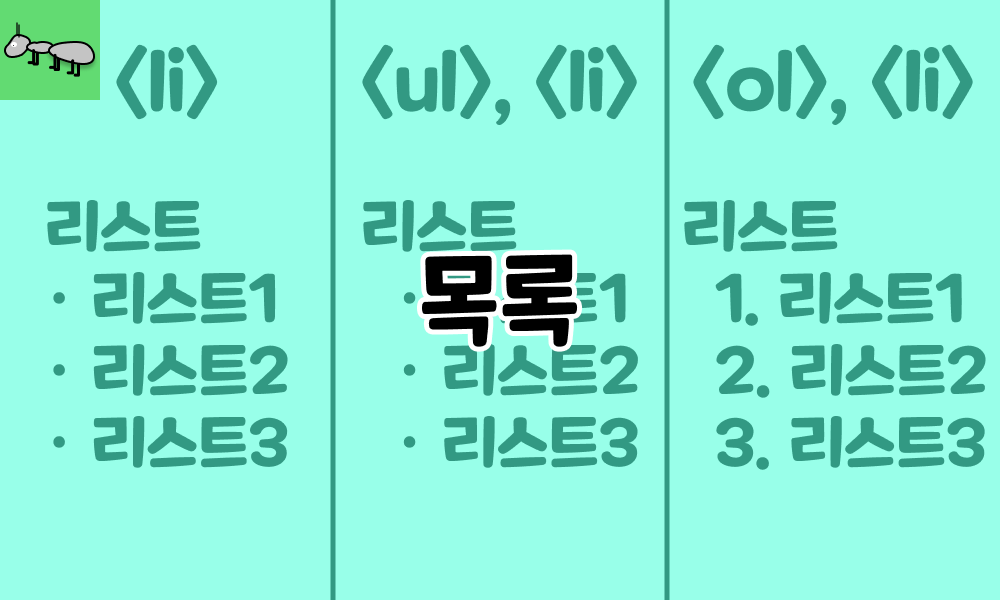 〈li〉
리스트
· 리스트1
· 리스트2
· 리스트3
〈ul〉, 〈li〉
리스트
· 리스트2
· 리스트3
목록
〈ol〉, 〈li〉
리스트
1. 리스트1
2. 리스트2
3. 리스트3